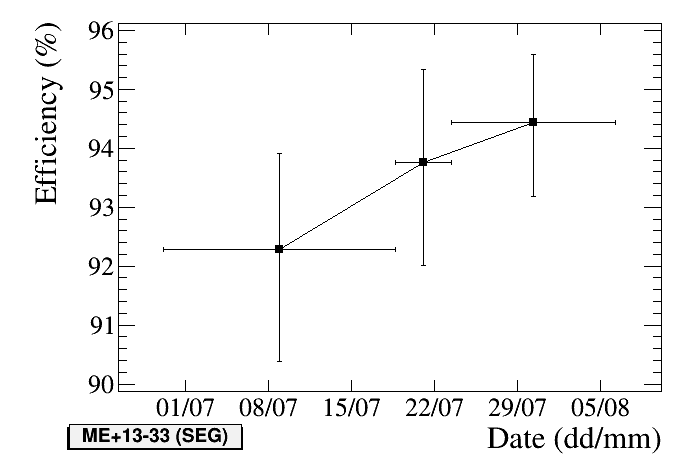 Efficiency (%)
96
95
94
93
92
91
90
01/07 08/07 15/07 22/07 29/07 05/08
ME+13-33 (SEG)
Date (dd/mm)